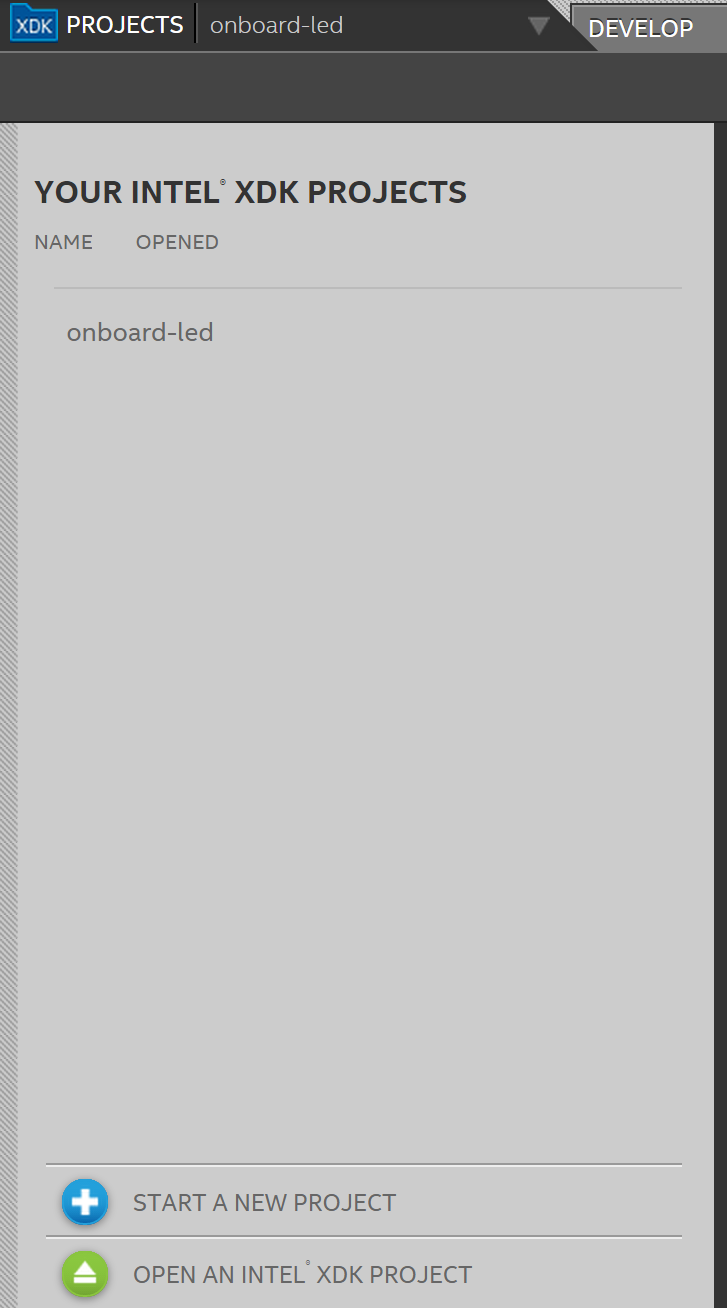 XDK PROJECTS onboard-led DEVELOP
YOUR INTEL® XDK PROJECTS
NAME OPENED
onboard-led
START A NEW PROJECT
OPEN AN INTEL® XDK PROJECT